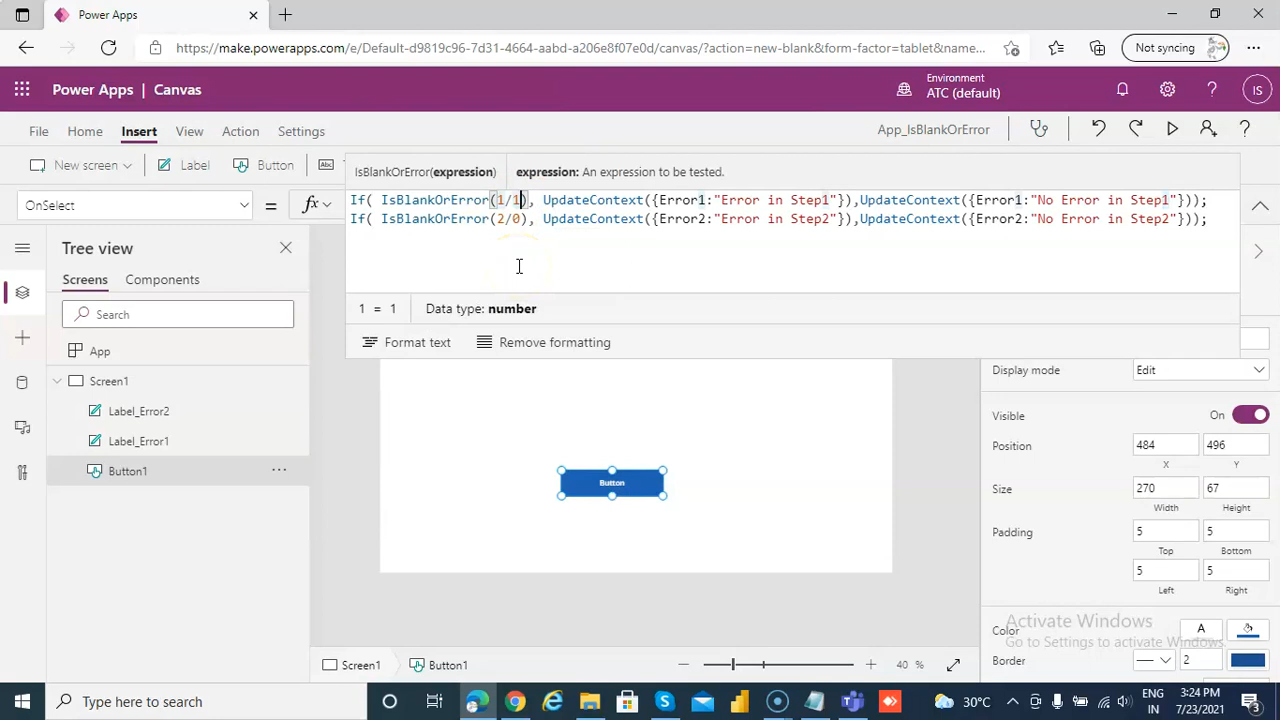 Power Apps
https://make.powerapps.com/e/Default-d9819c96-7d31-4664-aabd-a206e8f07e0d/canvas/?action=new-blank&form-factor=tablet&name...
Not syncing
Power Apps | Canvas
Environment
ATC (default)
IS
File Home Insert View Action Settings
App_IsBlankOrError
New screen Label Button
IsBlankOrError(expression) expression: An expression to be tested.
OnSelect = fx
If( IsBlankOrError(1/1), UpdateContext({Error1:"Error in Step1"}),UpdateContext({Error1:"No Error in Step1"}));
If( IsBlankOrError(2/0), UpdateContext({Error2:"Error in Step2"}),UpdateContext({Error2:"No Error in Step2"}));
Tree view
Screens Components
Search
App
Screen1
Label_Error2
Label_Error1
Button1
1 = 1 Data type: number
Format text Remove formatting
Button
Display mode Edit
Visible On
Position 484 496
X Y
Size 270 67
Width Height
Padding 5 5
Top Bottom
5 5
Left Right
Color A
Border 2
Activate Windows
Go to Settings to activate Windows.
Screen1 Button1 40 %
Type here to search
30°C
ENG
IN
3:24 PM
7/23/2021
3